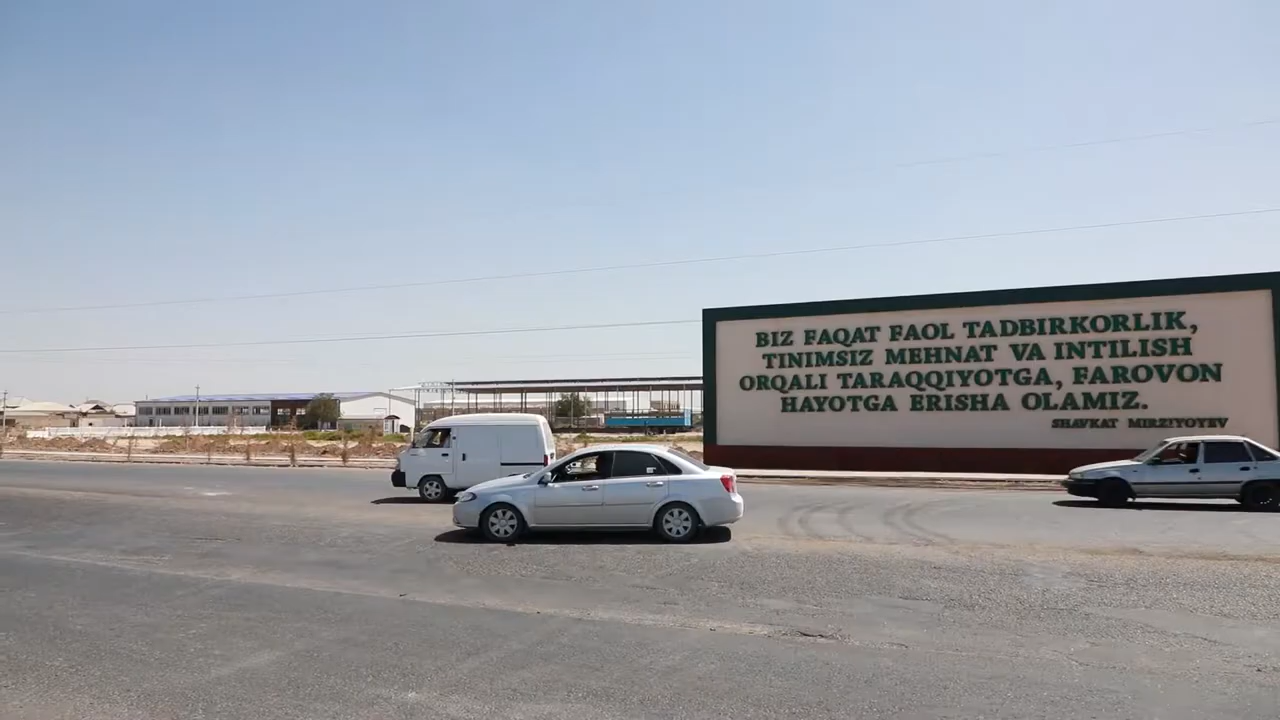 BIZ FAQAT FAOL TADBIRKORLIK,
TINIMSIZ MEHNAT VA INTILISH
ORQALI TARAQQIYOTGA, FAROVON
HAYOTGA ERISHA OLAMIZ.
SHAVKAT MIRZIYOYEV